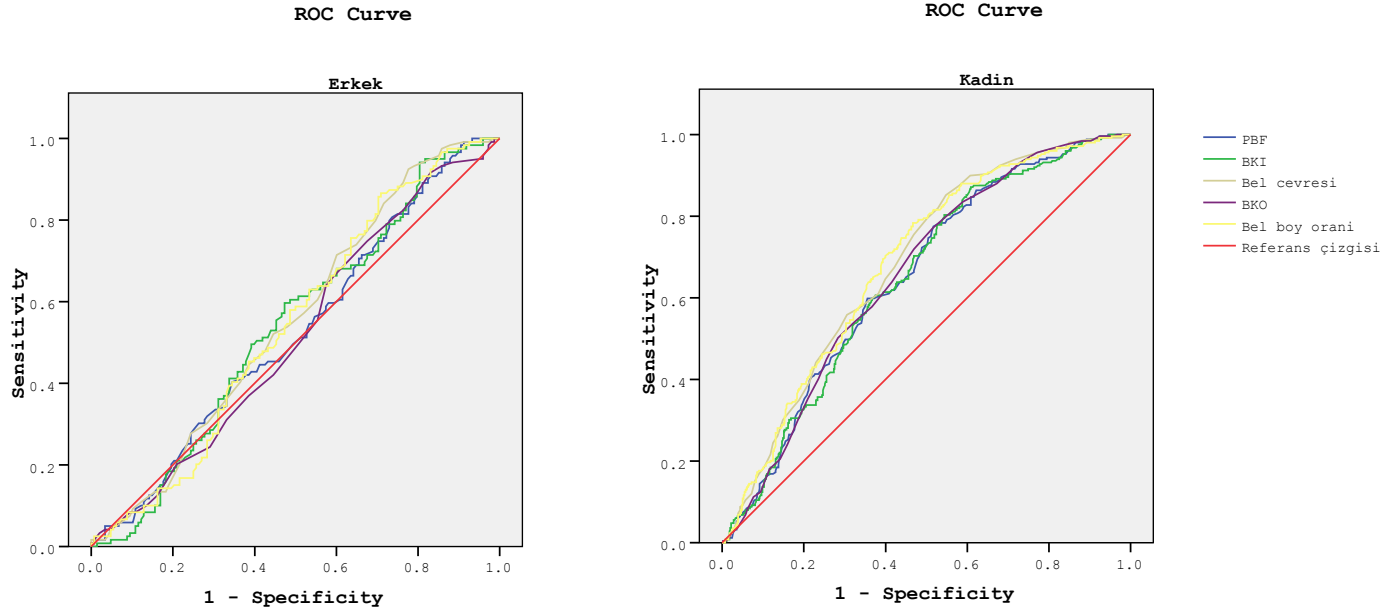 ROC Curve
Erkek
Sensitivity
1.0
0.8
0.6
0.4
0.2
0.0
0.0 0.2 0.4 0.6 0.8 1.0
1 - Specificity
ROC Curve
Kadin
Sensitivity
1.0
0.8
0.6
0.4
0.2
0.0
0.0 0.2 0.4 0.6 0.8 1.0
1 - Specificity
PBF
BKI
Bel cevresi
BKO
Bel boy orani
Referans çizgisi